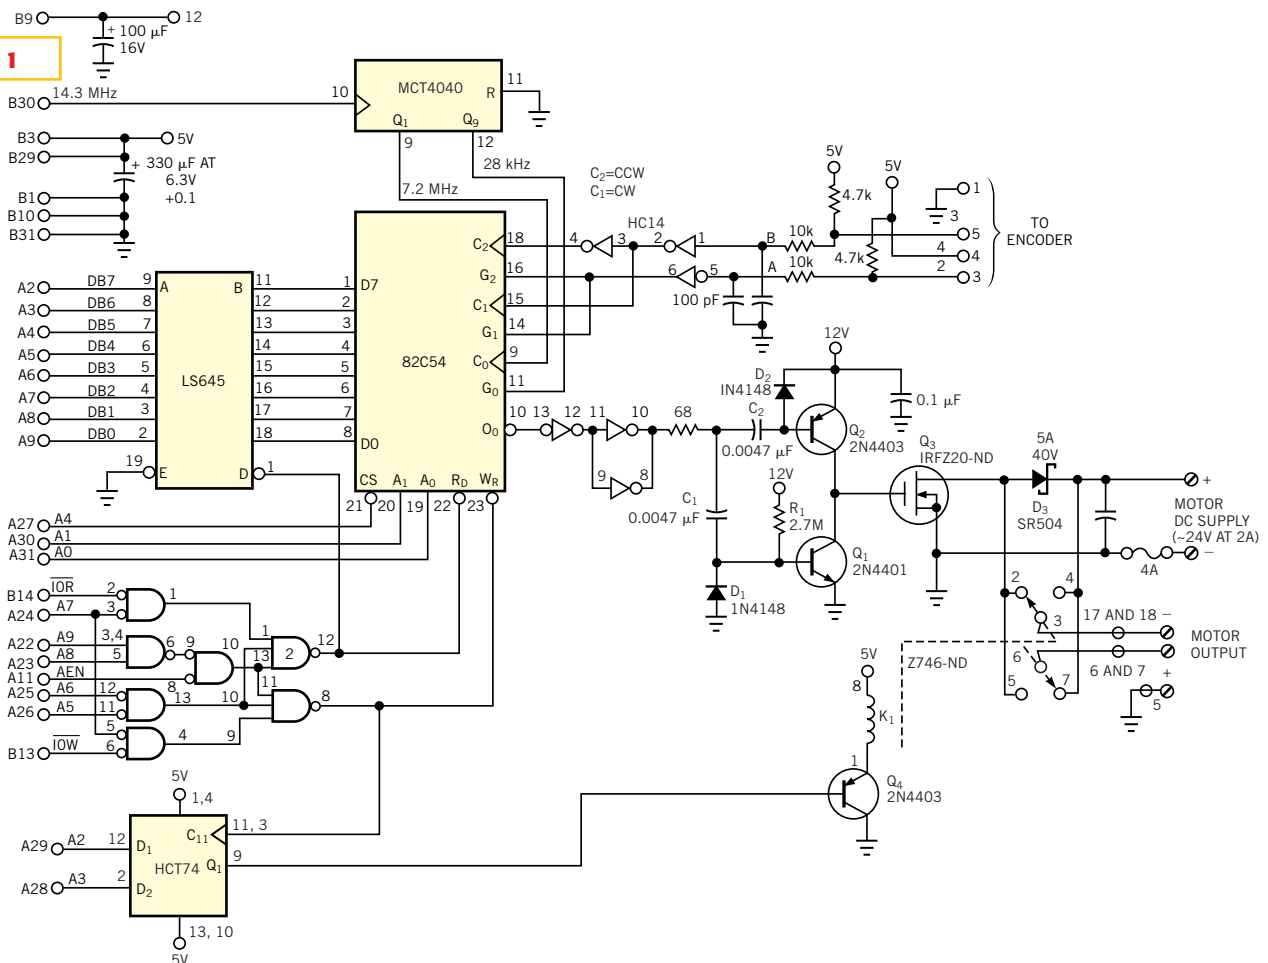 B9
12
+ 100 µF
16V
1
B30
14.3 MHz
10
MCT4040
R
11
Q1
Q9
9
12
28 kHz
7.2 MHz
B3
5V
B29
+ 330 µF AT
6.3V
+0.1
B1
B10
B31
C2=CCW
C1=CW
HC14
5V
5V
4.7k
4.7k
1
3
5
4
4
2
3
TO
ENCODER
C2
18
4
3
2
1
B
10k
G2
16
6
5
A
10k
C1
15
100 pF
G1
14
C0
9
G0
11
O0
10
13
12
11
10
68
9
8
82C54
D7
D0
1
2
3
4
5
6
7
8
CS
A1
A0
RD
WR
21
20
19
22
23
A2
DB7
9
A
B
11
A3
DB6
8
12
A4
DB5
7
13
A5
DB4
6
14
A6
DB3
5
15
A7
DB2
4
16
A8
DB1
3
17
A9
DB0
2
18
LS645
19
E
D
1
A27
A4
A30
A1
A31
A0
12V
D2
IN4148
C2
0.0047 µF
Q2
2N4403
0.1 µF
12V
R1
2.7M
C1
0.0047 µF
D1
1N4148
Q1
2N4401
Q3
IRFZ20-ND
5A
40V
D3
SR504
+
MOTOR
DC SUPPLY
(~24V AT 2A)
−
4A
2
4
3
17 AND 18 −
MOTOR
OUTPUT
6
6 AND 7
+
5
7
5
Z746-ND
5V
8
K1
1
Q4
2N4403
B14
IOR
2
1
A24
A7
3
A22
A9
3,4
6
9
10
A23
A8
5
A11
AEN
8
A25
A6
12
13
A26
A5
11
10
5
4
9
B13
IOW
6
1
13
2
12
11
8
5V
1,4
A29
A2
12
D1
C11
11, 3
HCT74
Q1
9
A28
A3
2
D2
13, 10
5V